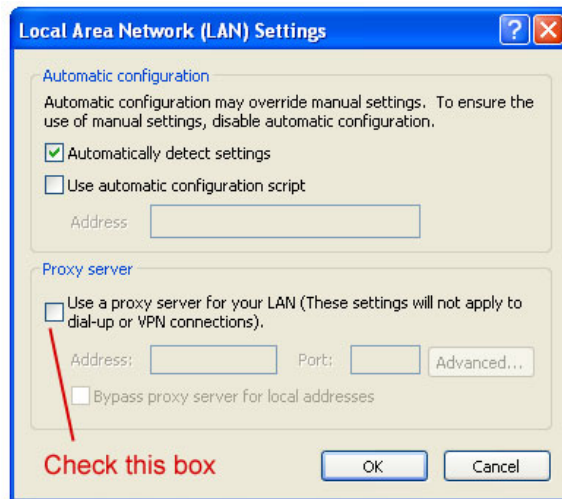 Local Area Network (LAN) Settings
Automatic configuration
Automatic configuration may override manual settings. To ensure the
use of manual settings, disable automatic configuration.
Automatically detect settings
Use automatic configuration script
Address
Proxy server
Use a proxy server for your LAN (These settings will not apply to
dial-up or VPN connections).
Address: Port: Advanced...
Bypass proxy server for local addresses
Check this box
OK Cancel